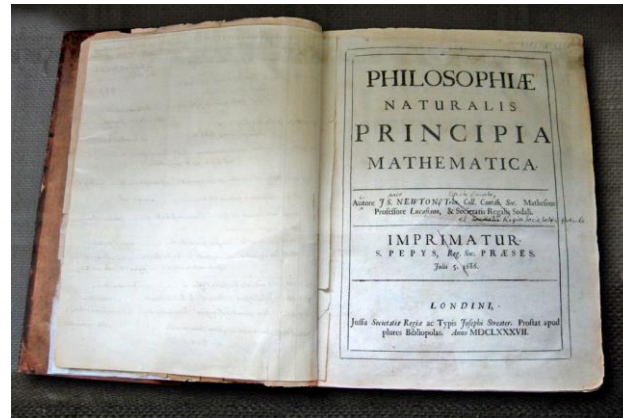 PHILOSOPHIÆ
NATURALIS
PRINCIPIA
MATHEMATICA.
Autore JS. NEWTON, Trin. Coll. Cantab. Soc. Matheseos
Professore Lucasiano, & Societatis Regalis Sodali.
IMPRIMATUR.
S. PEPYS, Reg. Soc. PRÆSES.
Julii 5. 1686.
LONDINI,
Jussu Societatis Regiæ ac Typis Josephi Streater. Prostat apud
plures Bibliopolas. Anno MDCLXXXVII.